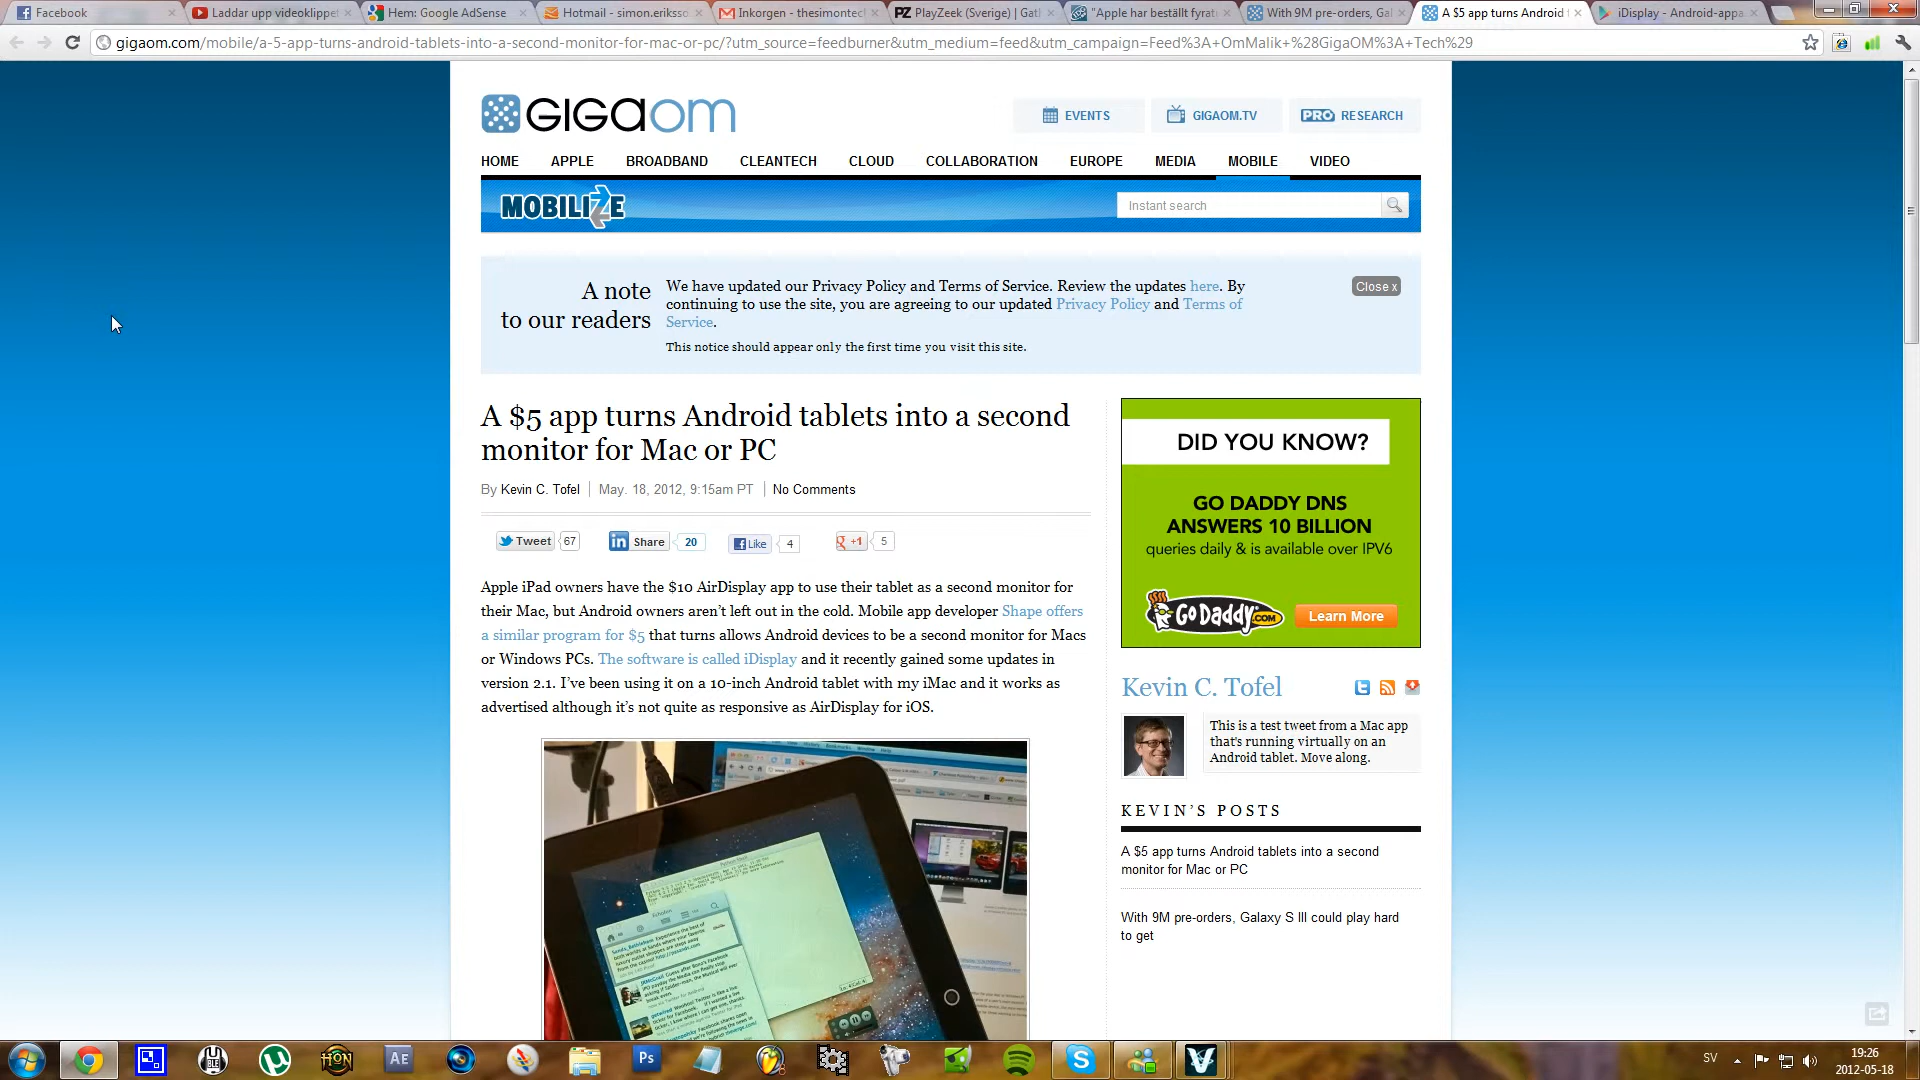 Facebook
Laddar upp videoklippet
Hem: Google AdSense
Hotmail - simon.eriksso
Inkorgen - thesimontec
PlayZeek (Sverige) | Gat
"Apple har beställt fyrat
With 9M pre-orders, Gal
A $5 app turns Android
iDisplay - Android-appa
gigaom.com/mobile/a-5-app-turns-android-tablets-into-a-second-monitor-for-mac-or-pc/?utm_source=feedburner&utm_medium=feed&utm_campaign=Feed%3A+OmMalik+%28GigaOM%3A+Tech%29
GIGAOM
EVENTS
GIGAOM.TV
PRO RESEARCH
HOME APPLE BROADBAND CLEANTECH CLOUD COLLABORATION EUROPE MEDIA MOBILE VIDEO
MOBILIZE
Instant search
A note
to our readers
We have updated our Privacy Policy and Terms of Service. Review the updates here. By
continuing to use the site, you are agreeing to our updated Privacy Policy and Terms of
Service.
This notice should appear only the first time you visit this site.
Close x
A $5 app turns Android tablets into a second
monitor for Mac or PC
By Kevin C. Tofel | May. 18, 2012, 9:15am PT | No Comments
Tweet 67
in Share 20
Like 4
+1 5
Apple iPad owners have the $10 AirDisplay app to use their tablet as a second monitor for
their Mac, but Android owners aren't left out in the cold. Mobile app developer Shape offers
a similar program for $5 that turns allows Android devices to be a second monitor for Macs
or Windows PCs. The software is called iDisplay and it recently gained some updates in
version 2.1. I've been using it on a 10-inch Android tablet with my iMac and it works as
advertised although it's not quite as responsive as AirDisplay for iOS.
DID YOU KNOW?
GO DADDY DNS
ANSWERS 10 BILLION
queries daily & is available over IPV6
Go Daddy.COM
Learn More
Kevin C. Tofel
This is a test tweet from a Mac app
that's running virtually on an
Android tablet. Move along.
KEVIN'S POSTS
A $5 app turns Android tablets into a second
monitor for Mac or PC
With 9M pre-orders, Galaxy S III could play hard
to get
HON
AE
Ps
SV
19:26
2012-05-18